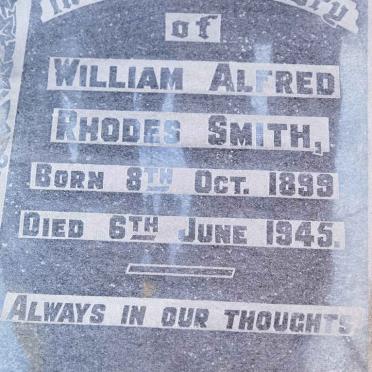 of
WILLIAM ALFRED
RHODES SMITH,
BORN 8TH OCT. 1899
DIED 6TH JUNE 1945.
ALWAYS IN OUR THOUGHTS